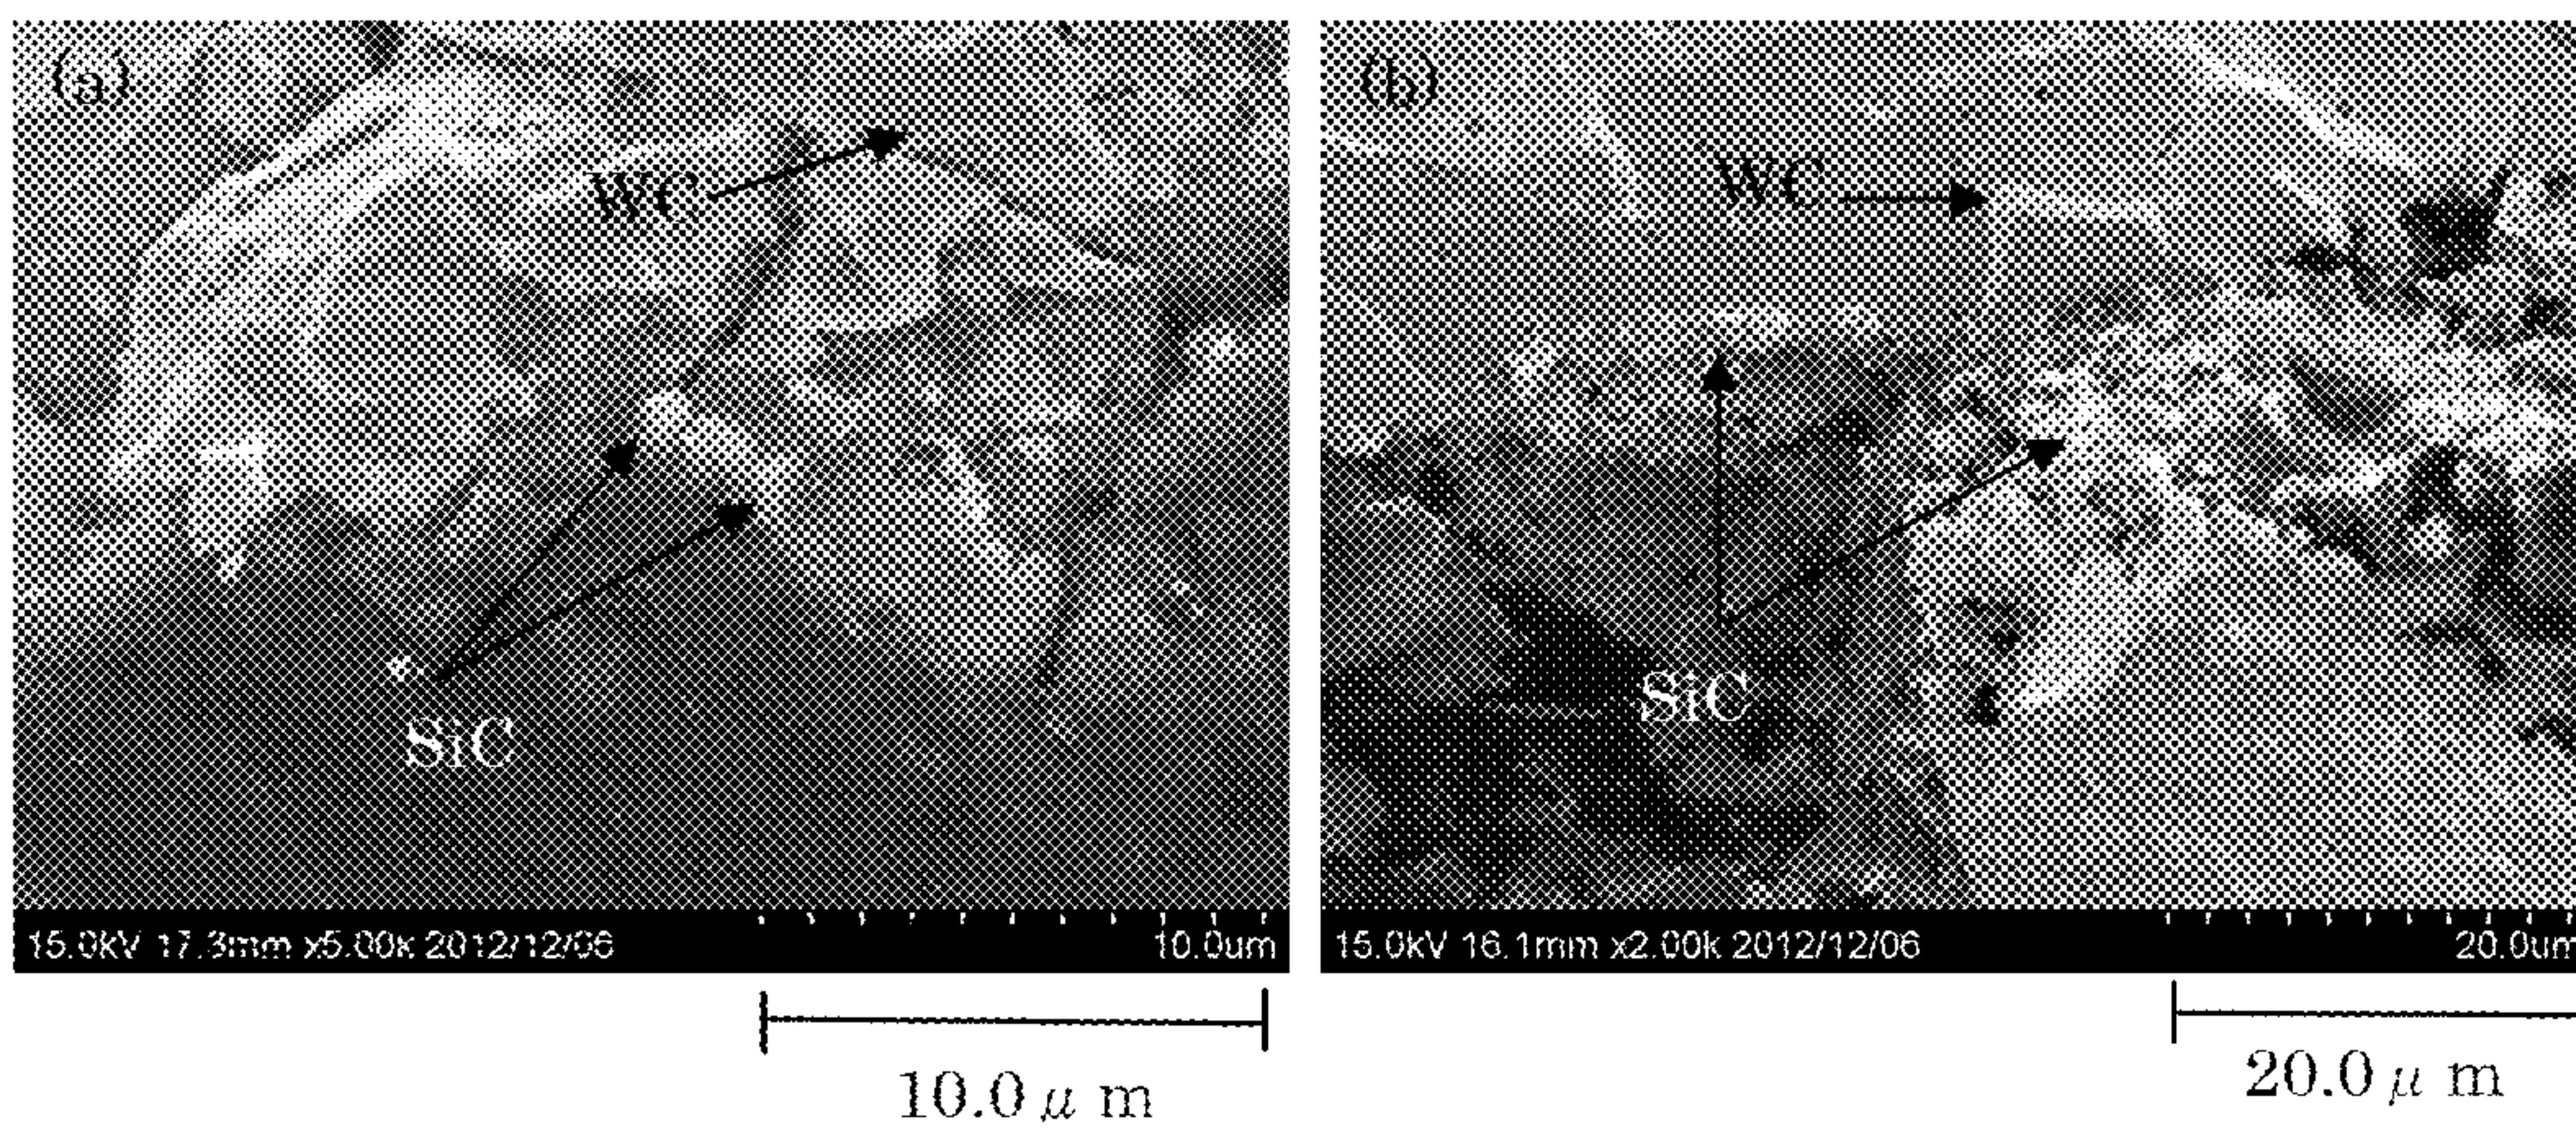 (a)
WC
SiC
15.0kV 17.3mm x5.00k 2012/12/06
10.0um
10.0 μ m
(b)
WC
SiC
15.0kV 16.1mm x2.00k 2012/12/06
20.0um
20.0 μ m